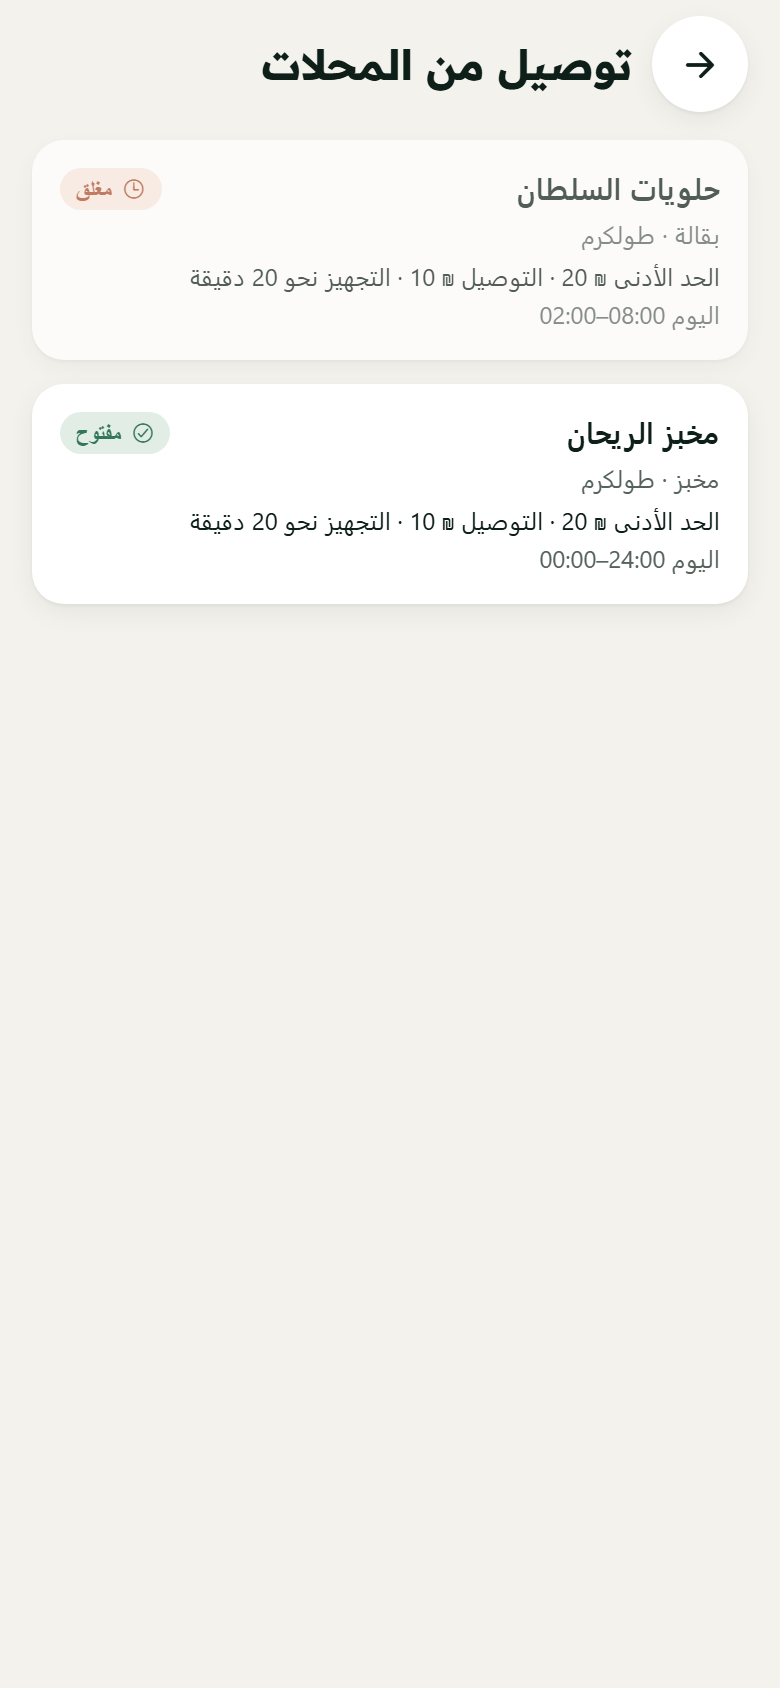 توصيل من المحلات
حلويات السلطان
مغلق
بقالة · طولكرم
الحد الأدنى ₪ 20 · التوصيل ₪ 10 · التجهيز نحو 20 دقيقة
اليوم 08:00–02:00
مخبز الريحان
مفتوح
مخبز · طولكرم
الحد الأدنى ₪ 20 · التوصيل ₪ 10 · التجهيز نحو 20 دقيقة
اليوم 24:00–00:00